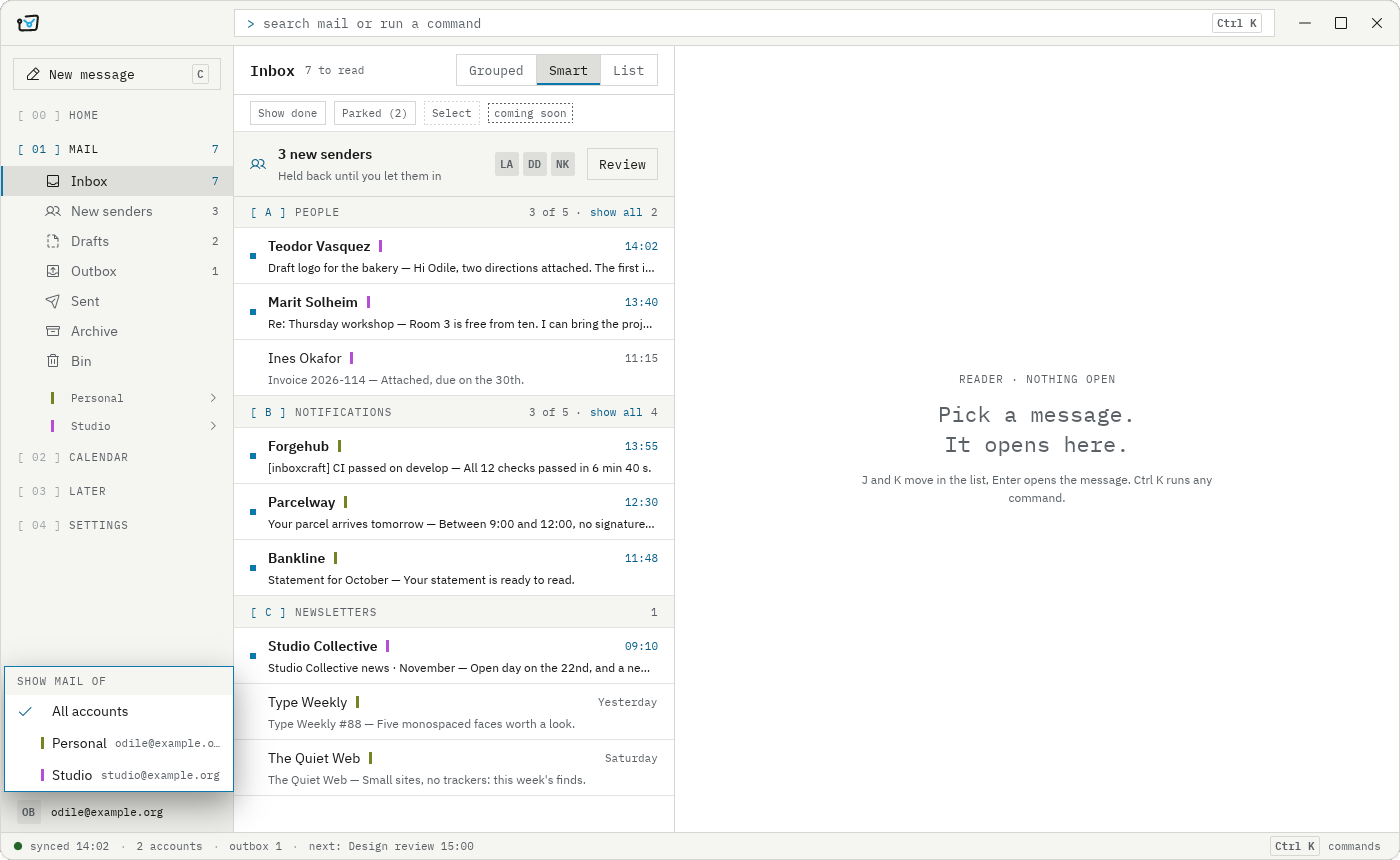 > search mail or run a command Ctrl K
New message C
[ 00 ] HOME
[ 01 ] MAIL 7
Inbox 7
New senders 3
Drafts 2
Outbox 1
Sent
Archive
Bin
Personal
Studio
[ 02 ] CALENDAR
[ 03 ] LATER
[ 04 ] SETTINGS
SHOW MAIL OF
All accounts
Personal odile@example.o…
Studio studio@example.org
OB odile@example.org
Inbox 7 to read
Grouped Smart List
Show done Parked (2) Select coming soon
3 new senders
Held back until you let them in
LA DD NK Review
[ A ] PEOPLE 3 of 5 · show all 2
Teodor Vasquez 14:02
Draft logo for the bakery — Hi Odile, two directions attached. The first i…
Marit Solheim 13:40
Re: Thursday workshop — Room 3 is free from ten. I can bring the proj…
Ines Okafor 11:15
Invoice 2026-114 — Attached, due on the 30th.
[ B ] NOTIFICATIONS 3 of 5 · show all 4
Forgehub 13:55
[inboxcraft] CI passed on develop — All 12 checks passed in 6 min 40 s.
Parcelway 12:30
Your parcel arrives tomorrow — Between 9:00 and 12:00, no signature…
Bankline 11:48
Statement for October — Your statement is ready to read.
[ C ] NEWSLETTERS 1
Studio Collective 09:10
Studio Collective news · November — Open day on the 22nd, and a ne…
Type Weekly Yesterday
Type Weekly #88 — Five monospaced faces worth a look.
The Quiet Web Saturday
The Quiet Web — Small sites, no trackers: this week's finds.
READER · NOTHING OPEN
Pick a message.
It opens here.
J and K move in the list, Enter opens the message. Ctrl K runs any
command.
synced 14:02 · 2 accounts · outbox 1 · next: Design review 15:00
Ctrl K commands